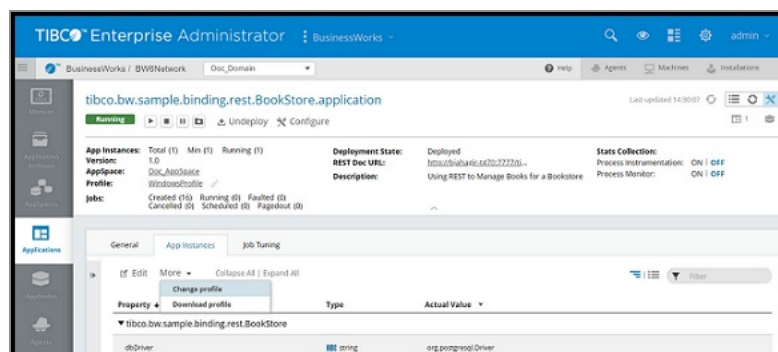 TIBCO Enterprise Administrator BusinessWorks admin
BusinessWorks / BW6Network Doc_Domain Help Agents Machines Installations
tibco.bw.sample.binding.rest.BookStore.application Last updated 14:30:07
Running Undeploy Configure 1
App Instances: Total (1) Min (1) Running (1) Deployment State: Deployed Stats Collection:
Version: 1.0 REST Doc URL: Process Instrumentation: ON | OFF
AppSpace: Doc_AppSpace Description: Using REST to Manage Books for a Bookstore Process Monitor: ON | OFF
Profile: WindowsProfile
Jobs: Created (16) Running (0) Faulted (0)
Cancelled (0) Scheduled (0) Pagedout (0)
Applications
General App Instances Job Tuning
Edit More Collapse All | Expand All Filter
Change profile
Property Download profile Type Actual Value
tibco.bw.sample.binding.rest.BookStore
dbDriver string org.postgresql.Driver
Agents